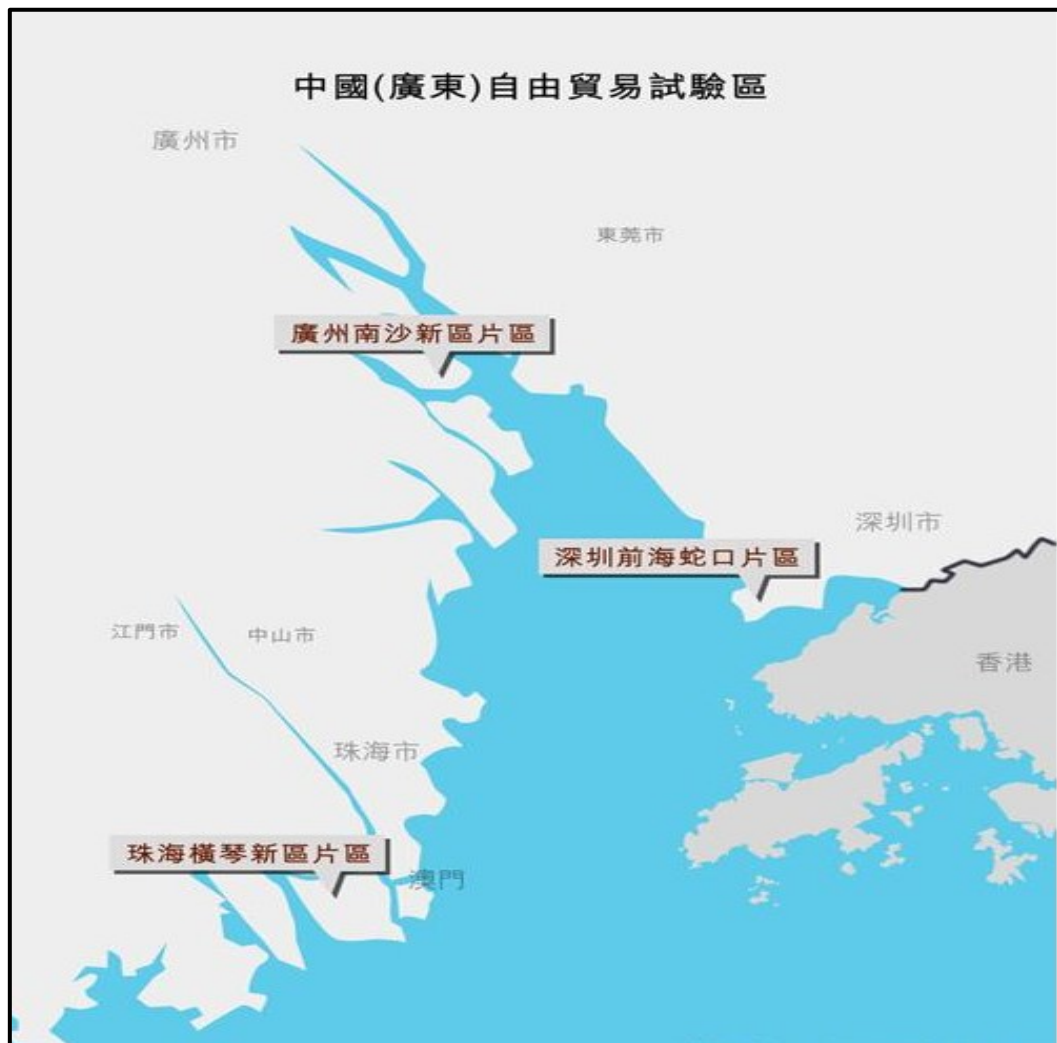 中國(廣東)自由貿易試驗區
廣州市
東莞市
廣州南沙新區片區
深圳市
深圳前海蛇口片區
江門市
中山市
香港
珠海市
珠海橫琴新區片區
澳門